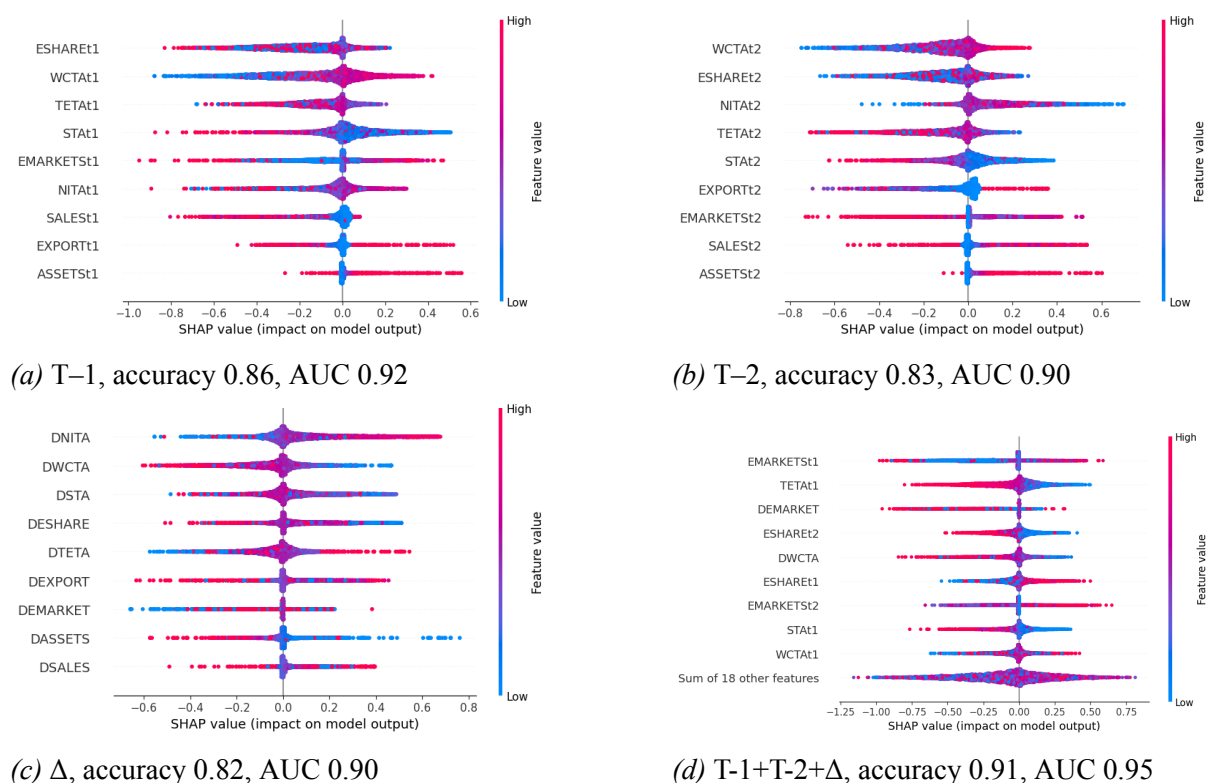 High
ESHAREt1
WCTAt1
TETAt1
STAt1
EMARKETSt1
NITAt1
SALESt1
EXPORTt1
ASSETSt1
Feature value
Low
−1.0 −0.8 −0.6 −0.4 −0.2 0.0 0.2 0.4 0.6
SHAP value (impact on model output)
(a) T–1, accuracy 0.86, AUC 0.92
High
WCTAt2
ESHAREt2
NITAt2
TETAt2
STAt2
EXPORTt2
EMARKETSt2
SALESt2
ASSETSt2
Feature value
Low
−0.8 −0.6 −0.4 −0.2 0.0 0.2 0.4 0.6
SHAP value (impact on model output)
(b) T–2, accuracy 0.83, AUC 0.90
High
DNITA
DWCTA
DSTA
DESHARE
DTETA
DEXPORT
DEMARKET
DASSETS
DSALES
Feature value
Low
−0.6 −0.4 −0.2 0.0 0.2 0.4 0.6 0.8
SHAP value (impact on model output)
(c) Δ, accuracy 0.82, AUC 0.90
High
EMARKETSt1
TETAt1
DEMARKET
ESHAREt2
DWCTA
ESHAREt1
EMARKETSt2
STAt1
WCTAt1
Sum of 18 other features
Feature value
Low
−1.25 −1.00 −0.75 −0.50 −0.25 0.00 0.25 0.50 0.75
SHAP value (impact on model output)
(d) T-1+T-2+Δ, accuracy 0.91, AUC 0.95